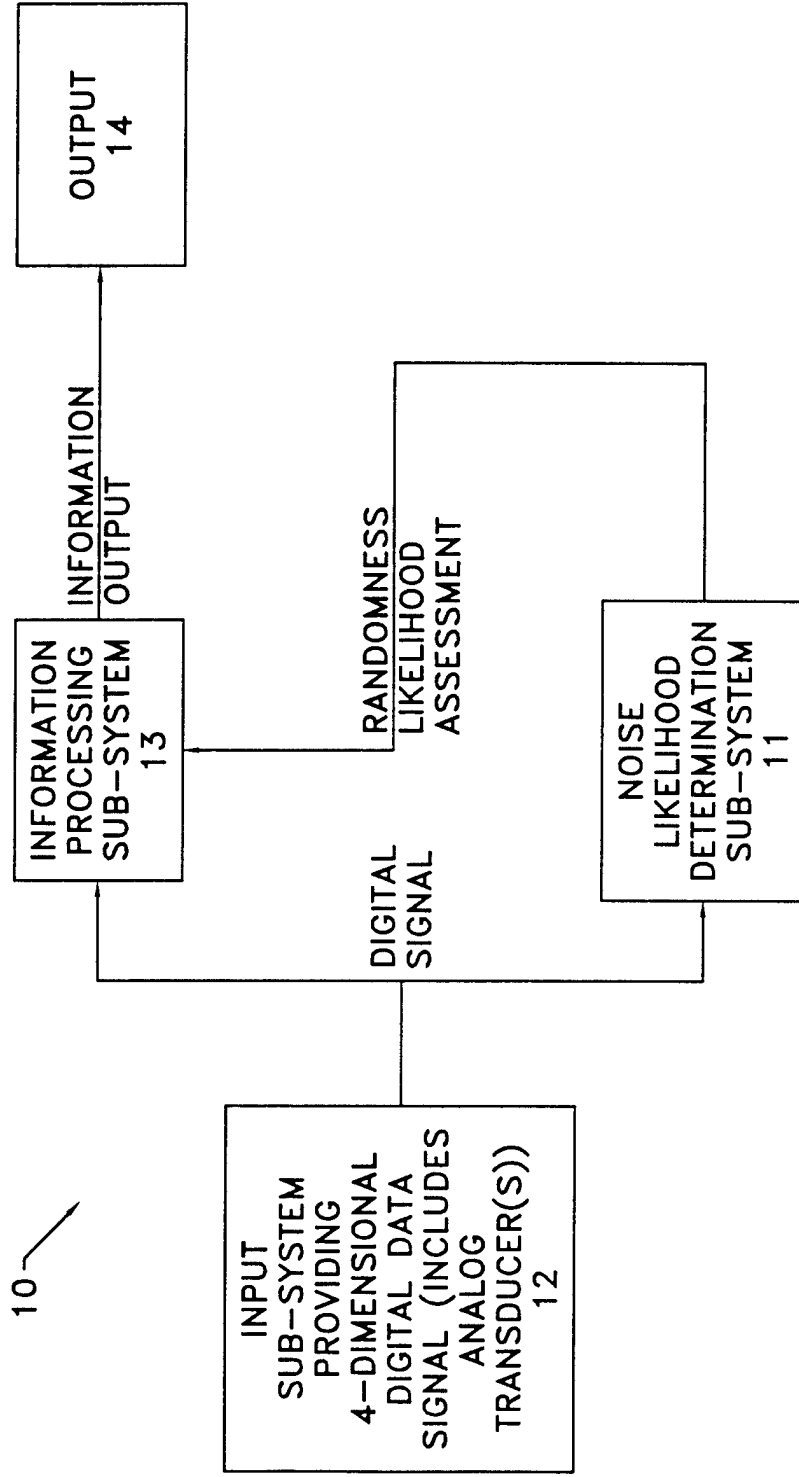 10
INPUT
SUB-SYSTEM
PROVIDING
4-DIMENSIONAL
DIGITAL DATA
SIGNAL (INCLUDES
ANALOG
TRANSDUCER(S))
12
DIGITAL
SIGNAL
INFORMATION
PROCESSING
SUB-SYSTEM
13
INFORMATION
OUTPUT
OUTPUT
14
RANDOMNESS
LIKELIHOOD
ASSESSMENT
NOISE
LIKELIHOOD
DETERMINATION
SUB-SYSTEM
11